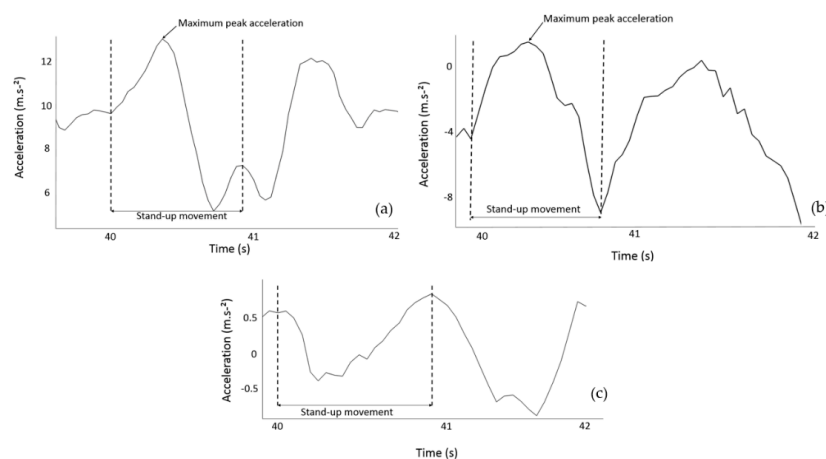 (a)
Maximum peak acceleration
Acceleration (m.s-²)
12
10
8
6
Stand-up movement
40
41
42
Time (s)
(b)
Maximum peak acceleration
Acceleration (m.s-²)
0
-4
-8
Stand-up movement
40
41
42
Time (s)
(c)
Acceleration (m.s-²)
0.5
0
-0.5
Stand-up movement
40
41
42
Time (s)